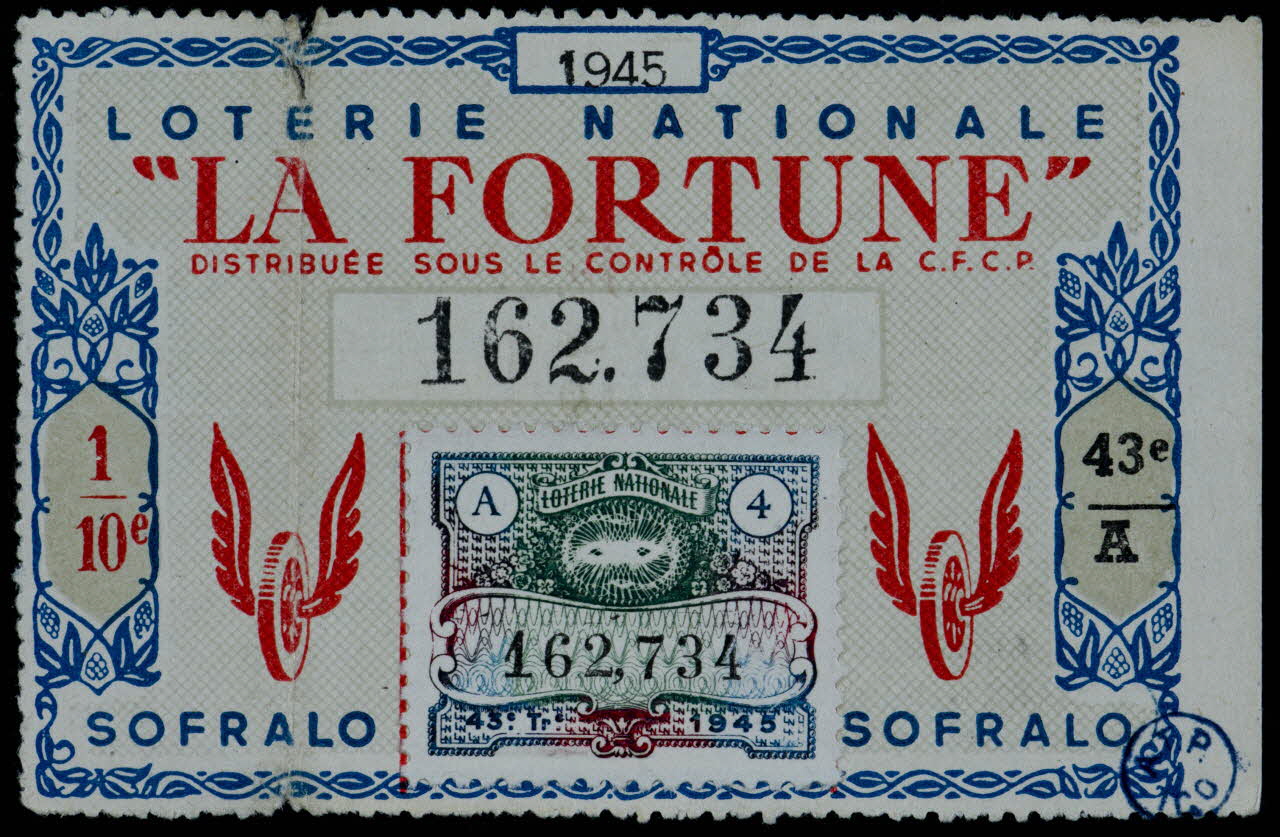 1945
LOTERIE NATIONALE
“LA FORTUNE”
DISTRIBUÉE SOUS LE CONTRÔLE DE LA C.F.C.P.
162.734
1
10e
43e
A
A
LOTERIE NATIONALE
4
162,734
43e. Tre 1945
SOFRALO
SOFRALO